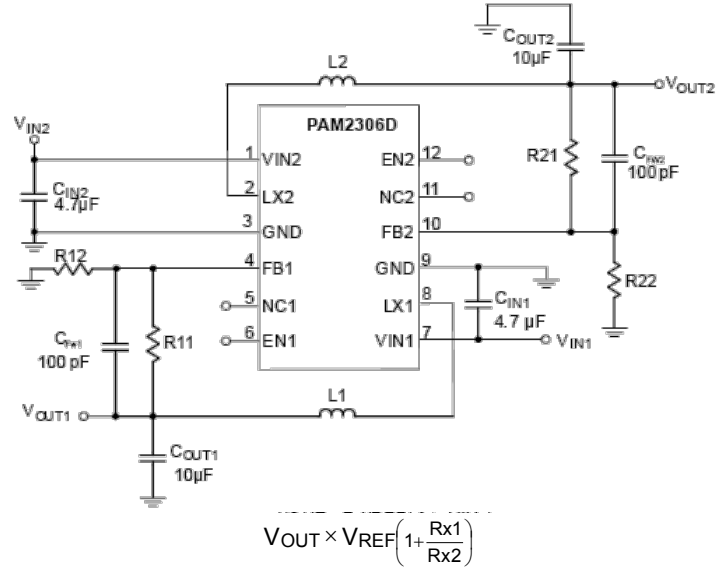 COUT2
10µF
L2
VOUT2
PAM2306D
VIN2
1
VIN2
EN2
12
R21
CFW2
100 pF
CIN2
4.7µF
2
LX2
NC2
11
3
GND
FB2
10
R12
4
FB1
GND
9
R22
CIN1
4.7 µF
5
NC1
LX1
8
CFW1
100 pF
R11
6
EN1
VIN1
7
VIN1
L1
VOUT1
COUT1
10µF
VOUT × VREF(1+Rx1/Rx2)